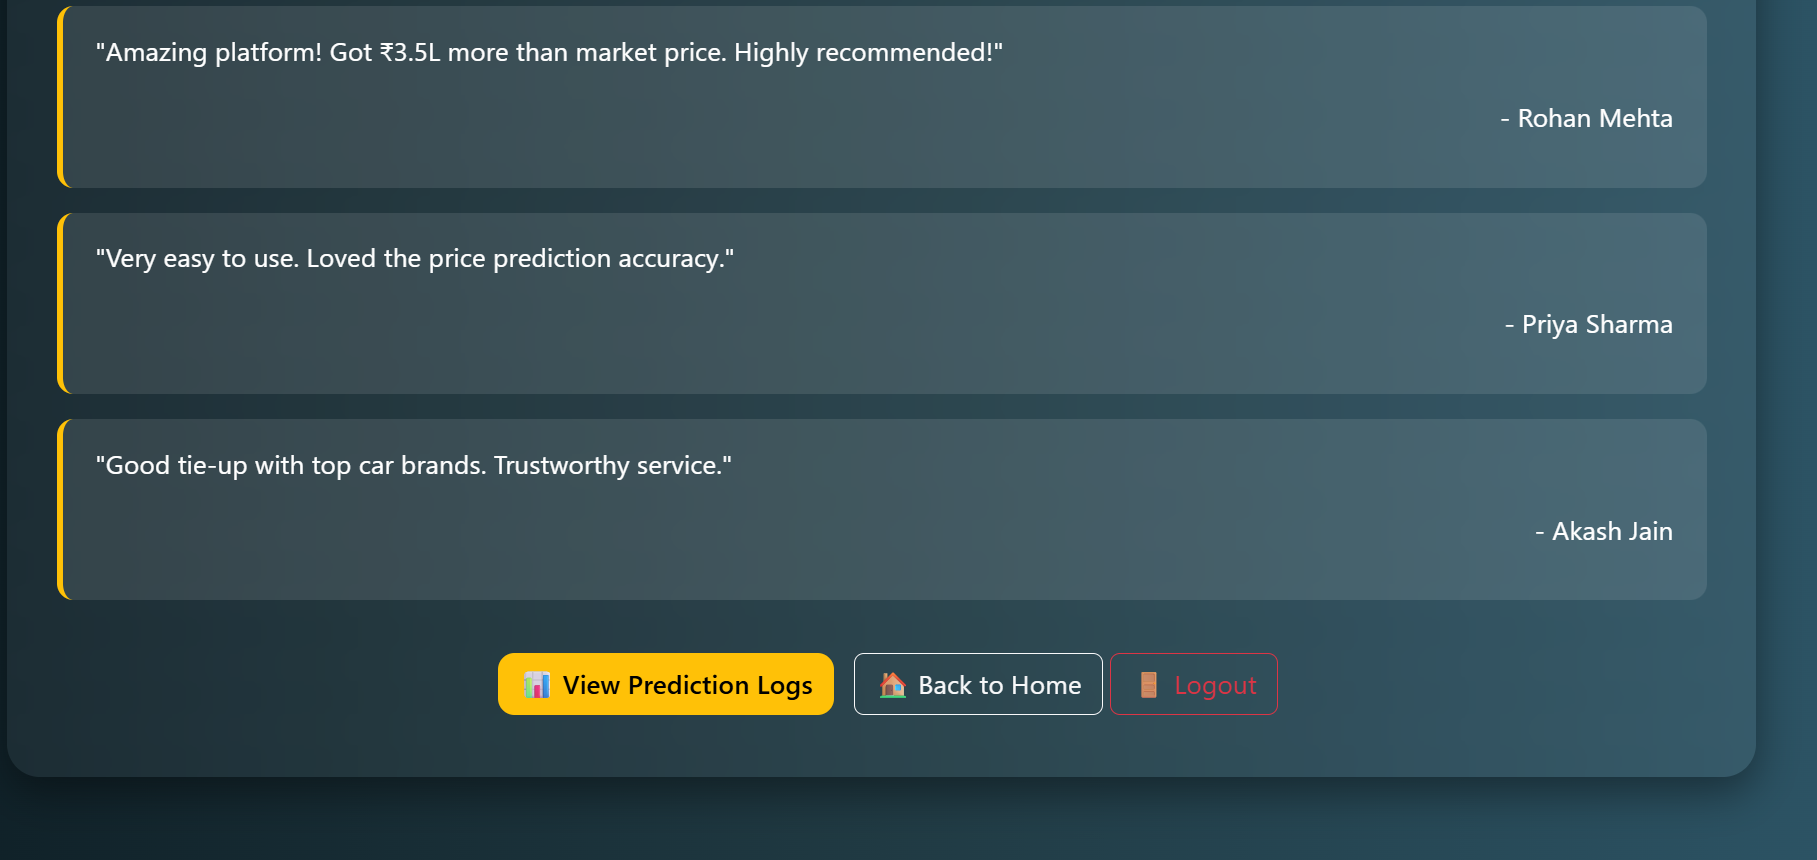 "Amazing platform! Got ₹3.5L more than market price. Highly recommended!"
- Rohan Mehta
"Very easy to use. Loved the price prediction accuracy."
- Priya Sharma
"Good tie-up with top car brands. Trustworthy service."
- Akash Jain
View Prediction Logs
Back to Home
Logout